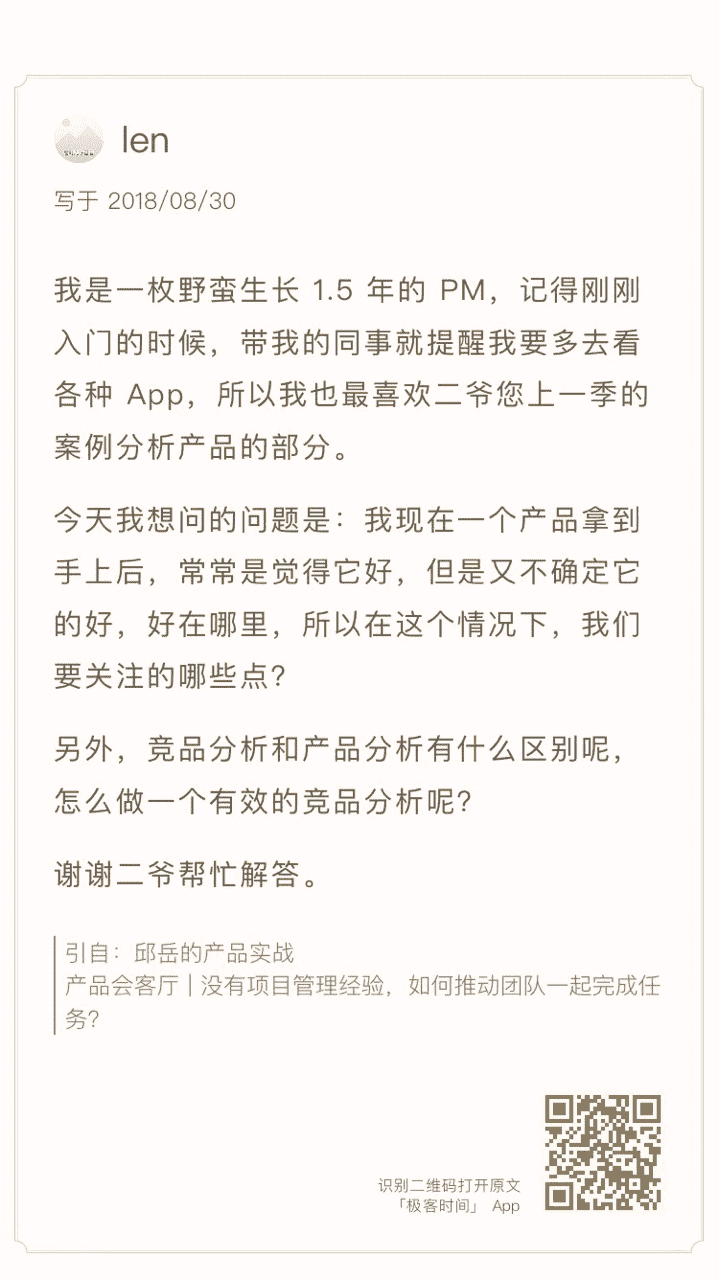 len
写于 2018/08/30
我是一枚野蛮生长 1.5 年的 PM，记得刚刚
入门的时候，带我的同事就提醒我要多去看
各种 App，所以我也最喜欢二爷您上一季的
案例分析产品的部分。
今天我想问的问题是：我现在一个产品拿到
手上后，常常是觉得它好，但是又不确定它
的好，好在哪里，所以在这个情况下，我们
要关注的哪些点？
另外，竞品分析和产品分析有什么区别呢，
怎么做一个有效的竞品分析呢？
谢谢二爷帮忙解答。
引自：邱岳的产品实战
产品会客厅 | 没有项目管理经验，如何推动团队一起完成任
务？
识别二维码打开原文
「极客时间」 App